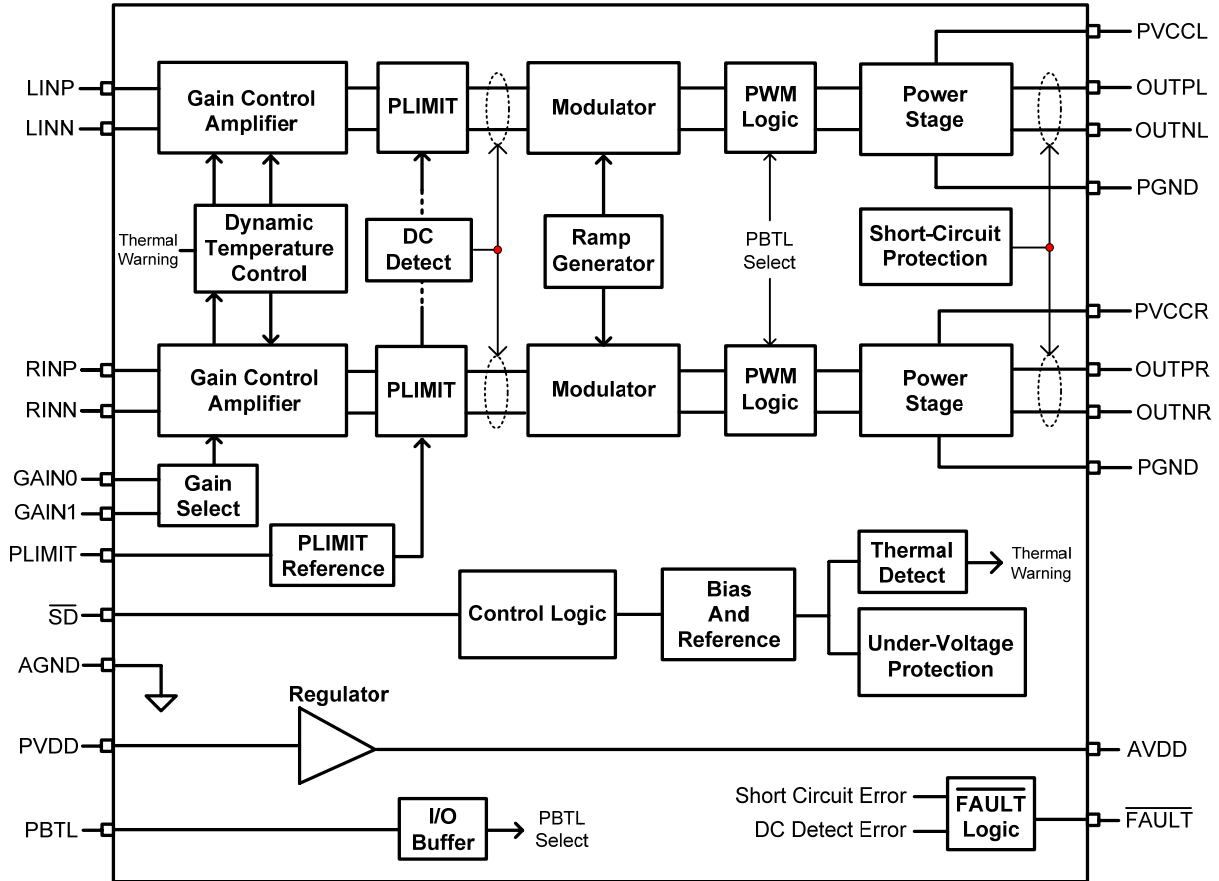 PVCCL
LINP
LINN
Gain Control
Amplifier
PLIMIT
Modulator
PWM
Logic
Power
Stage
OUTPL
OUTNL
PGND
Thermal
Warning
Dynamic
Temperature
Control
DC
Detect
Ramp
Generator
PBTL
Select
Short-Circuit
Protection
PVCCR
RINP
RINN
Gain Control
Amplifier
PLIMIT
Modulator
PWM
Logic
Power
Stage
OUTPR
OUTNR
PGND
GAIN0
GAIN1
Gain
Select
PLIMIT
PLIMIT
Reference
Thermal
Detect
Thermal
Warning
SD
Control Logic
Bias
And
Reference
Under-Voltage
Protection
AGND
Regulator
PVDD
AVDD
PBTL
I/O
Buffer
PBTL
Select
Short Circuit Error
DC Detect Error
FAULT
Logic
FAULT